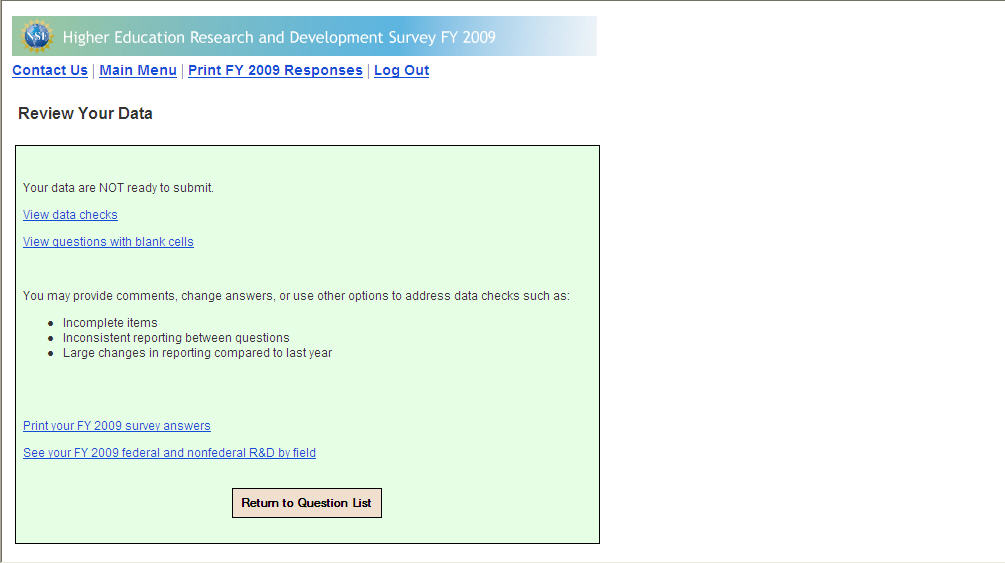 NSF Higher Education Research and Development Survey FY 2009
Contact Us | Main Menu | Print FY 2009 Responses | Log Out
Review Your Data
Your data are NOT ready to submit.
View data checks
View questions with blank cells
You may provide comments, change answers, or use other options to address data checks such as:
• Incomplete items
• Inconsistent reporting between questions
• Large changes in reporting compared to last year
Print your FY 2009 survey answers
See your FY 2009 federal and nonfederal R&D by field
Return to Question List